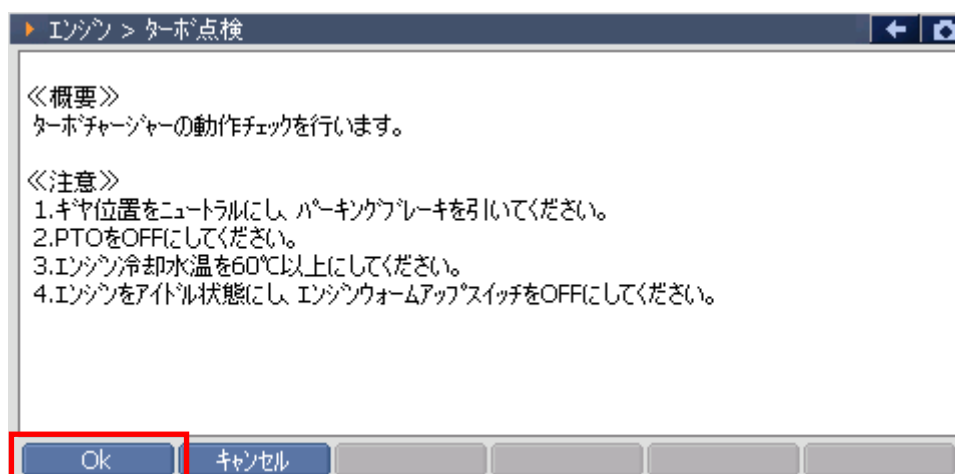 エンジン > ターボ点検
≪概要≫
ターボチャージャーの動作チェックを行います。
≪注意≫
1.ギヤ位置をニュートラルにし、パーキングブレーキを引いてください。
2.PTOをOFFにしてください。
3.エンジン冷却水温を60℃以上にしてください。
4.エンジンをアイドル状態にし、エンジンウォームアップスイッチをOFFにしてください。
Ok
キャンセル